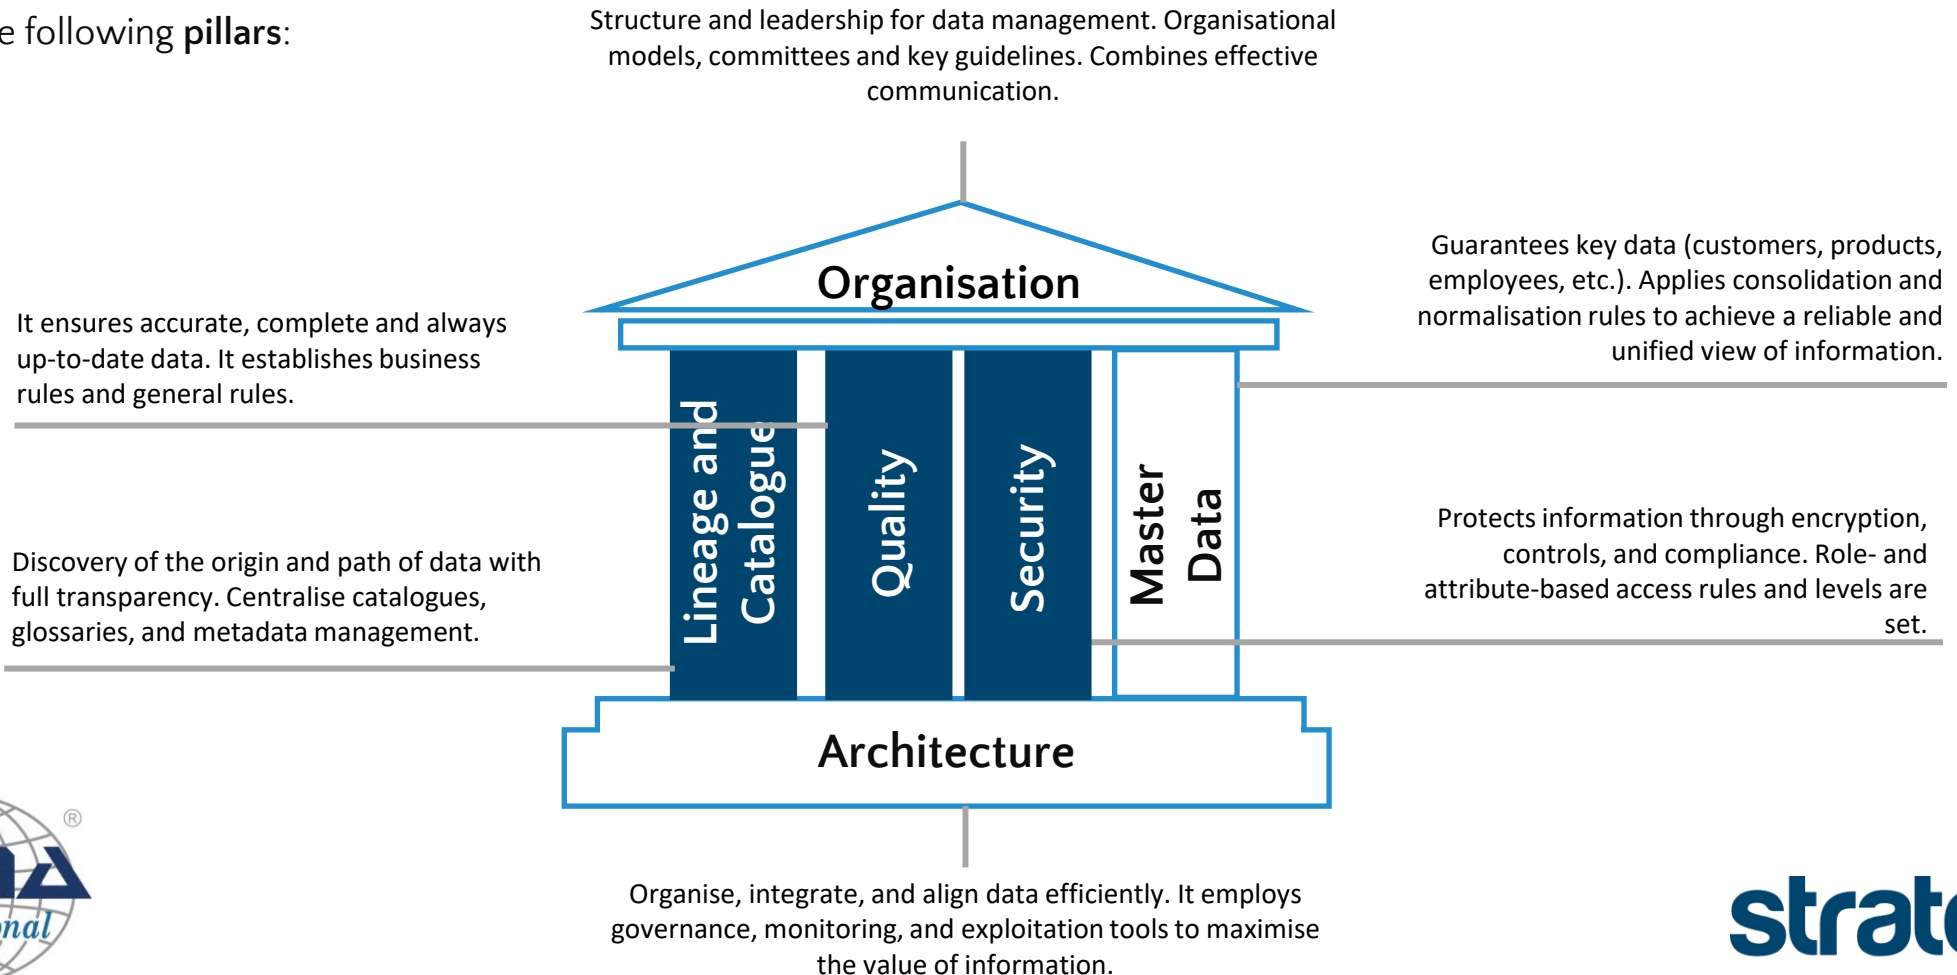 e following pillars:
Structure and leadership for data management. Organisational
models, committees and key guidelines. Combines effective
communication.
Organisation
Guarantees key data (customers, products,
employees, etc.). Applies consolidation and
normalisation rules to achieve a reliable and
unified view of information.
It ensures accurate, complete and always
up-to-date data. It establishes business
rules and general rules.
Lineage and
Catalogue
Quality
Security
Master
Data
Protects information through encryption,
controls, and compliance. Role- and
attribute-based access rules and levels are
set.
Discovery of the origin and path of data with
full transparency. Centralise catalogues,
glossaries, and metadata management.
Architecture
Organise, integrate, and align data efficiently. It employs
governance, monitoring, and exploitation tools to maximise
the value of information.
®